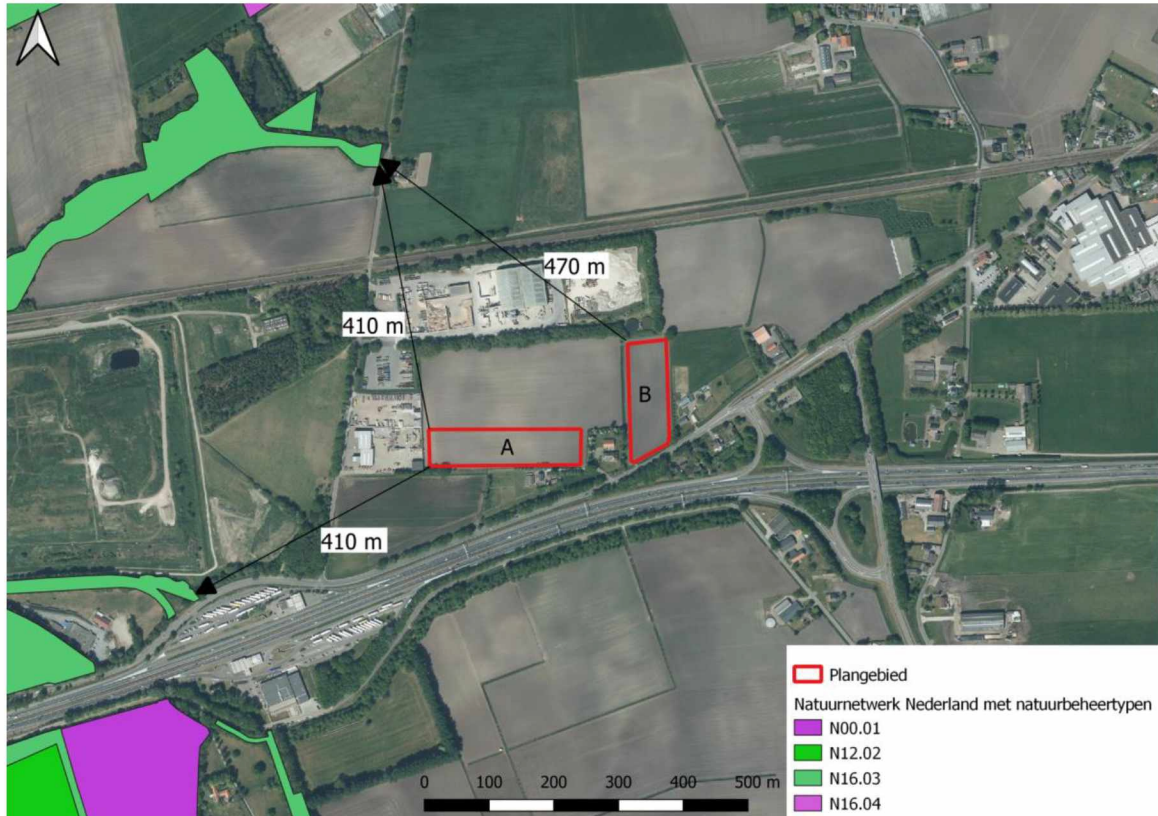 470 m
410 m
B
A
410 m
Plangebied
Natuurnetwerk Nederland met natuurbeheertypen
N00.01
N12.02
N16.03
N16.04
0 100 200 300 400 500 m